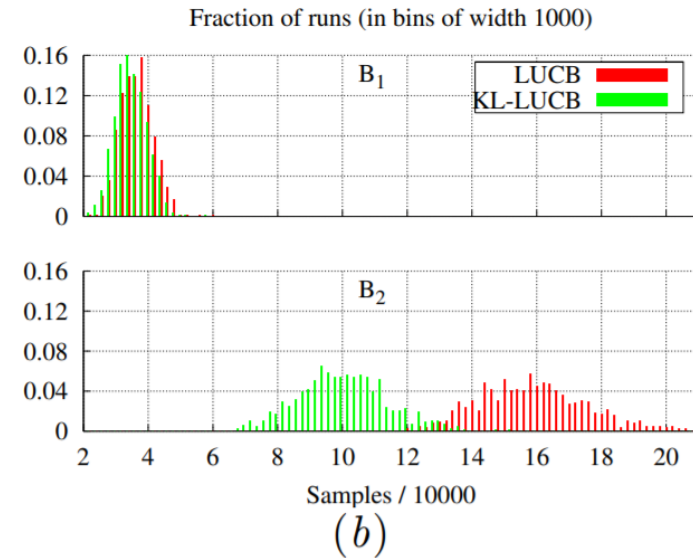 Fraction of runs (in bins of width 1000)
0.16
0.12
0.08
0.04
0
B1
LUCB
KL-LUCB
0.16
0.12
0.08
0.04
0
B2
2 4 6 8 10 12 14 16 18 20
Samples / 10000
(b)